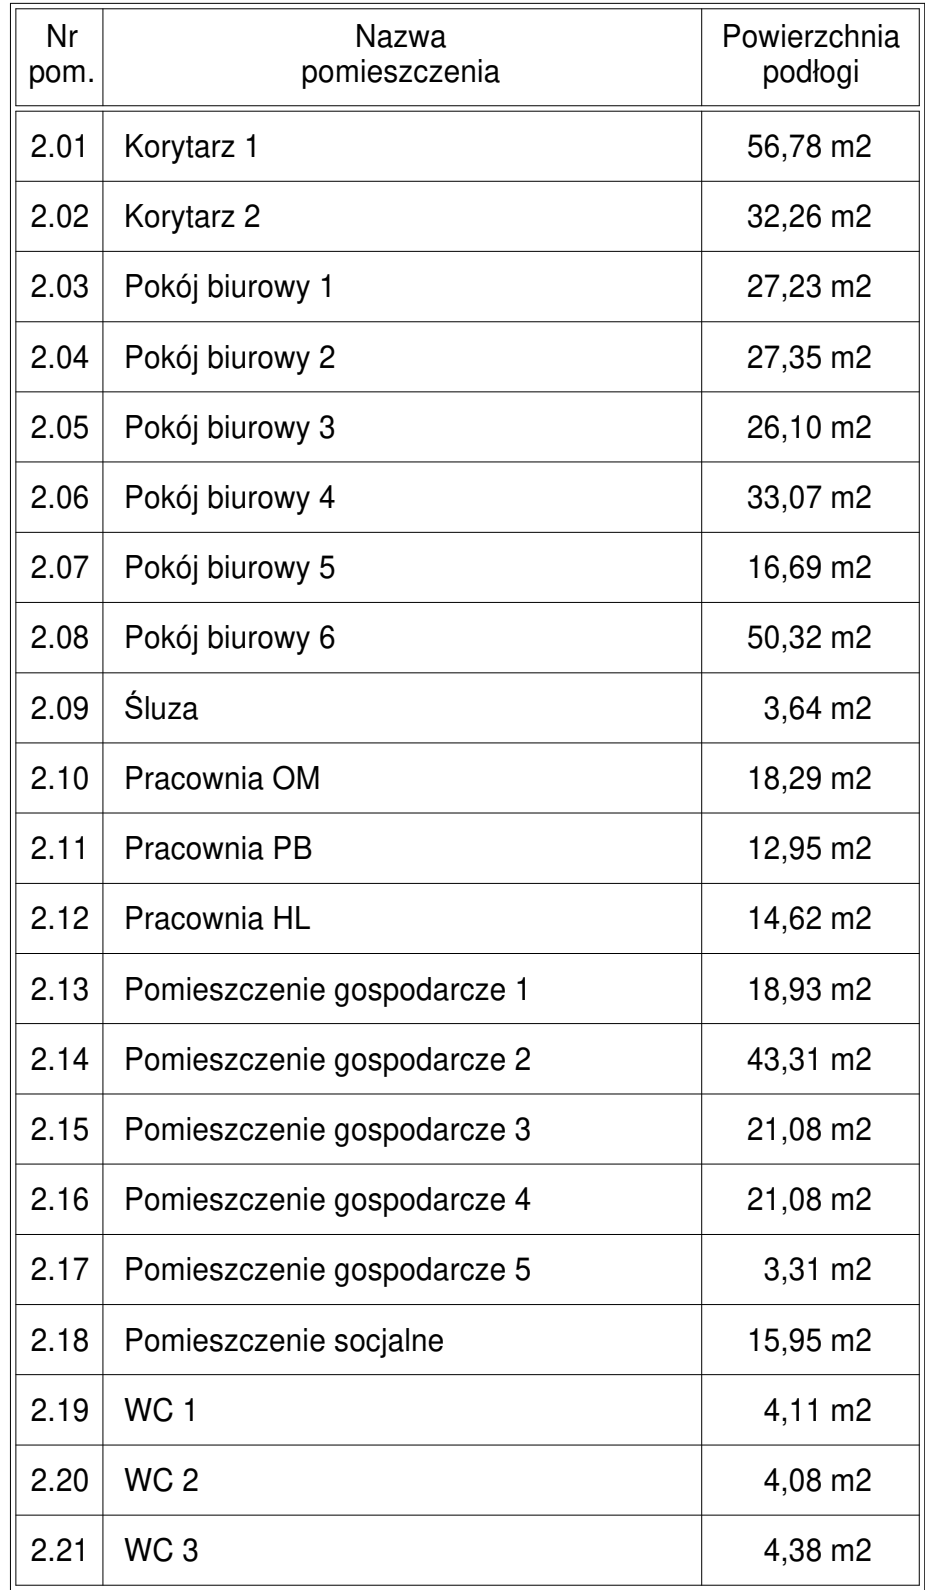 Nr pom. Nazwa pomieszczenia Powierzchnia podłogi
2.01 Korytarz 1 56,78 m2
2.02 Korytarz 2 32,26 m2
2.03 Pokój biurowy 1 27,23 m2
2.04 Pokój biurowy 2 27,35 m2
2.05 Pokój biurowy 3 26,10 m2
2.06 Pokój biurowy 4 33,07 m2
2.07 Pokój biurowy 5 16,69 m2
2.08 Pokój biurowy 6 50,32 m2
2.09 Śluza 3,64 m2
2.10 Pracownia OM 18,29 m2
2.11 Pracownia PB 12,95 m2
2.12 Pracownia HL 14,62 m2
2.13 Pomieszczenie gospodarcze 1 18,93 m2
2.14 Pomieszczenie gospodarcze 2 43,31 m2
2.15 Pomieszczenie gospodarcze 3 21,08 m2
2.16 Pomieszczenie gospodarcze 4 21,08 m2
2.17 Pomieszczenie gospodarcze 5 3,31 m2
2.18 Pomieszczenie socjalne 15,95 m2
2.19 WC 1 4,11 m2
2.20 WC 2 4,08 m2
2.21 WC 3 4,38 m2